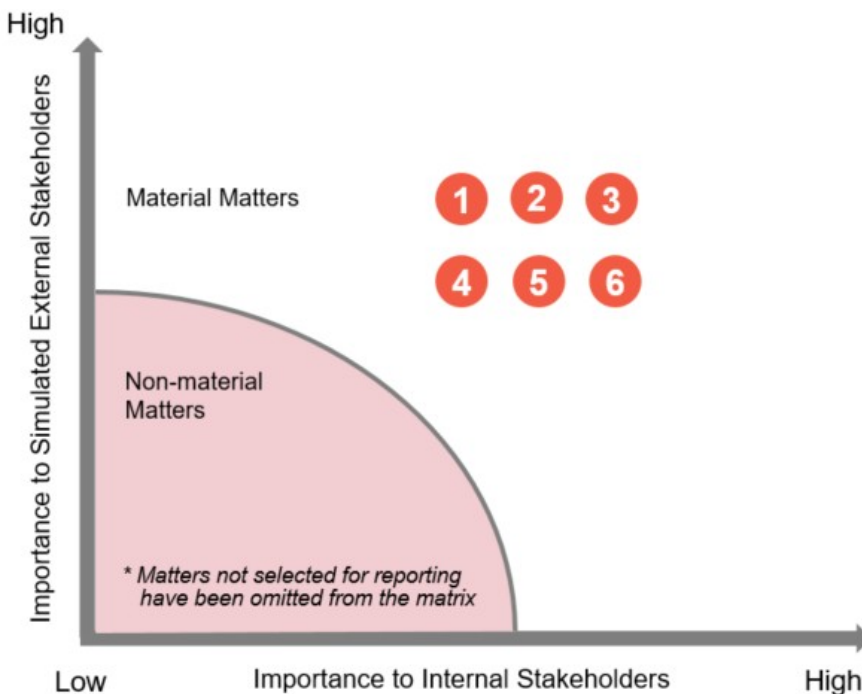 High
Importance to Simulated External Stakeholders
Material Matters
1 2 3
4 5 6
Non-material
Matters
* Matters not selected for reporting
have been omitted from the matrix
Low
Importance to Internal Stakeholders
High